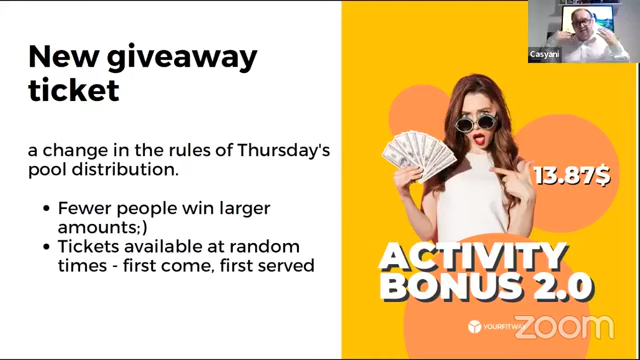 Casyani
New giveaway
ticket
a change in the rules of Thursday's
pool distribution.
• Fewer people win larger
amounts;)
• Tickets available at random
times - first come, first served
13.87$
ACTIVITY
BONUS 2.0
YOURFITWAY
zoom